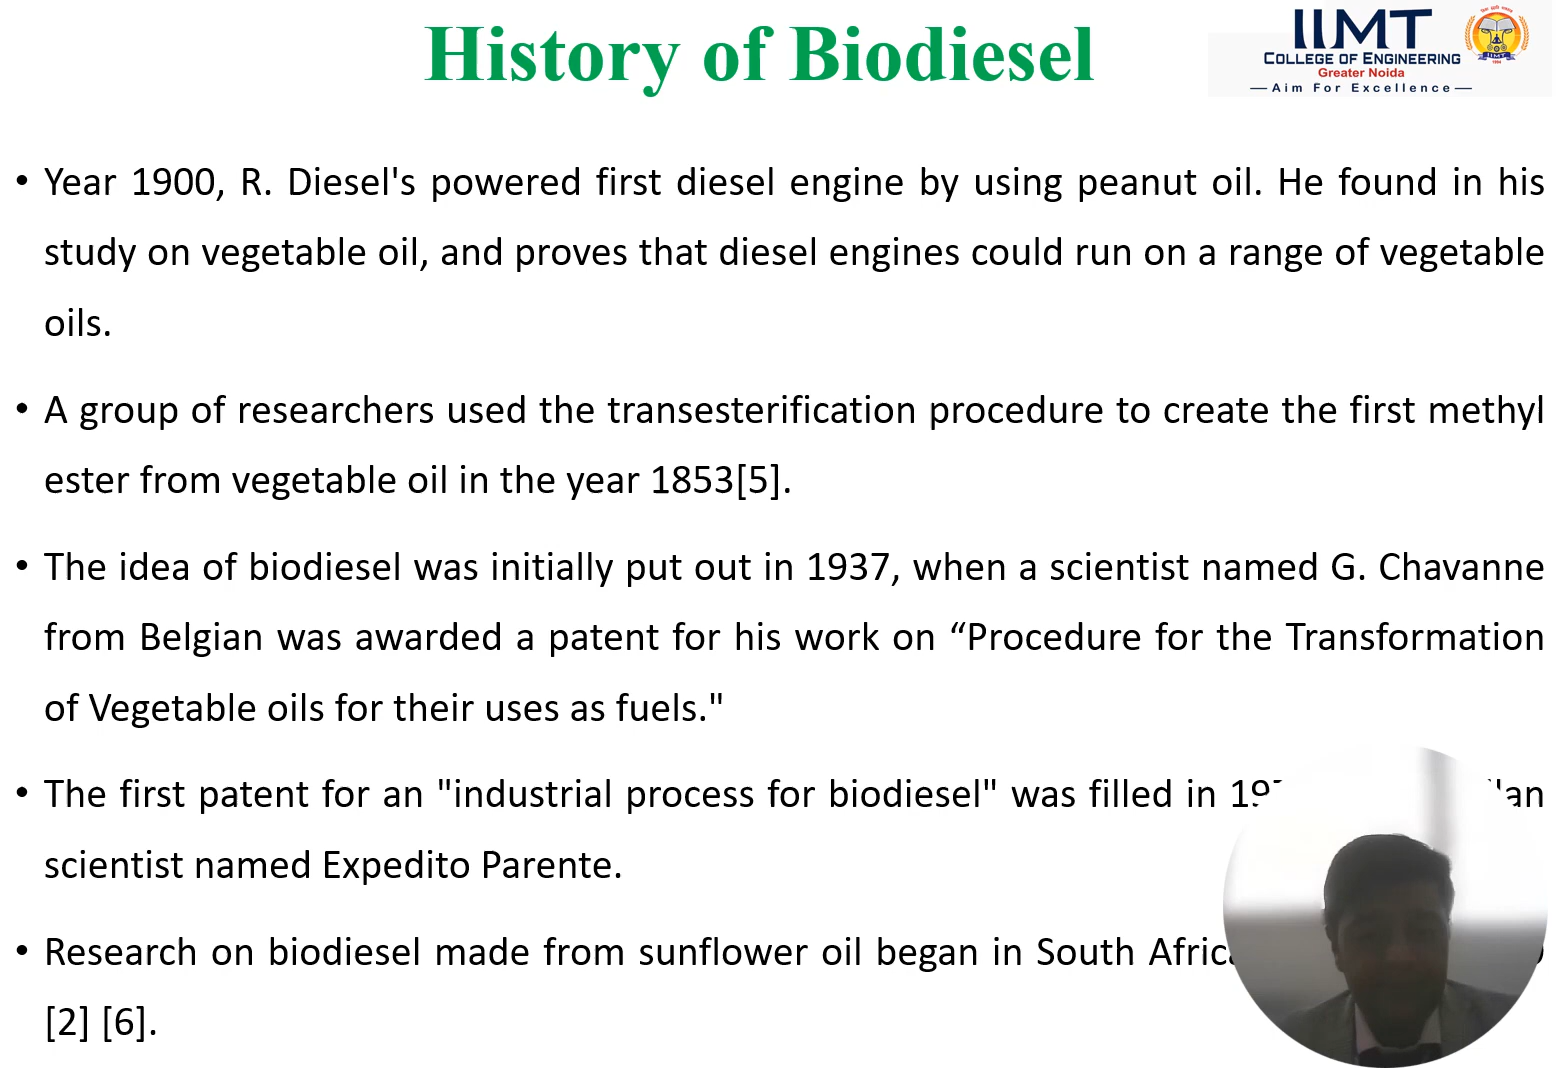 History of Biodiesel
IIMT
COLLEGE OF ENGINEERING
Greater Noida
— Aim For Excellence —
• Year 1900, R. Diesel's powered first diesel engine by using peanut oil. He found in his
study on vegetable oil, and proves that diesel engines could run on a range of vegetable
oils.
• A group of researchers used the transesterification procedure to create the first methyl
ester from vegetable oil in the year 1853[5].
• The idea of biodiesel was initially put out in 1937, when a scientist named G. Chavanne
from Belgian was awarded a patent for his work on “Procedure for the Transformation
of Vegetable oils for their uses as fuels."
• The first patent for an "industrial process for biodiesel" was filled in
scientist named Expedito Parente.
• Research on biodiesel made from sunflower oil began in South
[2] [6].